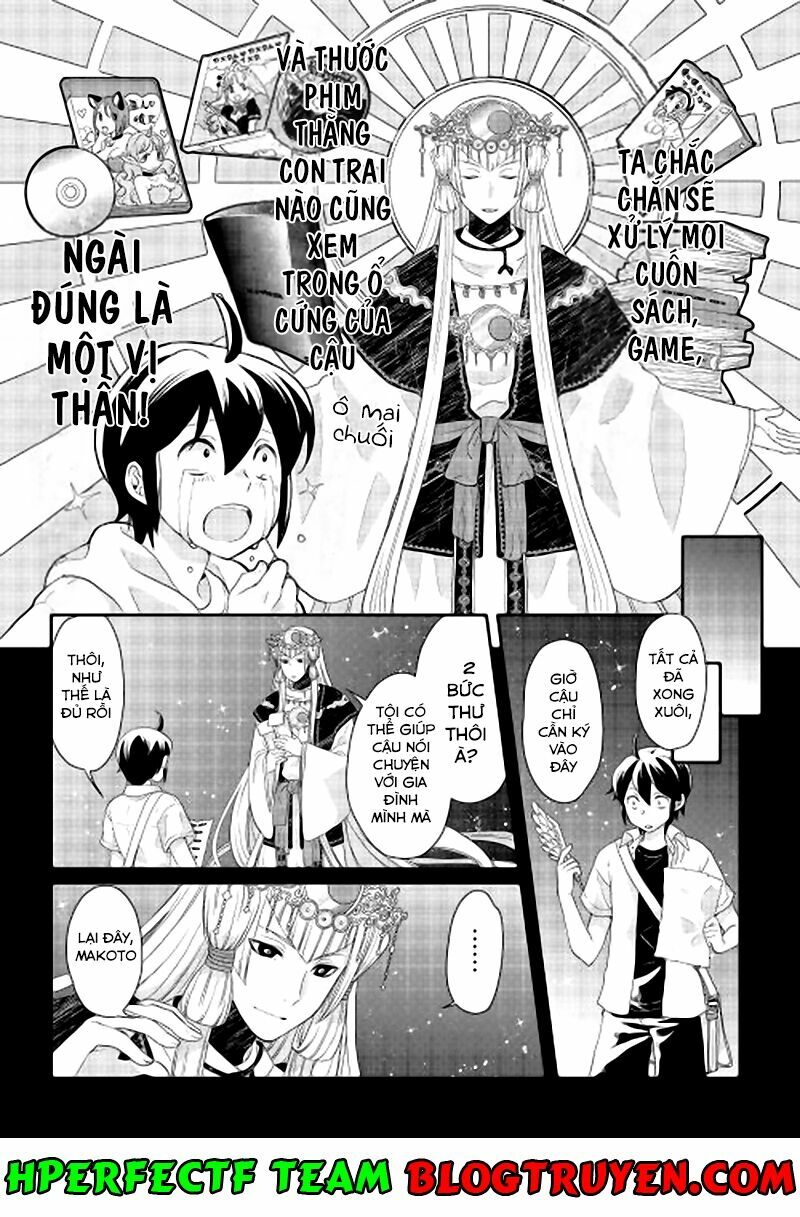 TA CHẮC
CHẮN SẼ
XỬ LÝ MỌI
CUỐN
SÁCH,
GAME,
VÀ THƯỚC
PHIM
THẰNG
CON TRAI
NÀO CŨNG
XEM
TRONG Ổ
CỨNG CỦA
CẬU
NGÀI
ĐÚNG LÀ
MỘT VỊ
THẦN!
Ô MAI
CHUỐI
TẤT CẢ
ĐÃ
XONG
XUÔI,
GIỜ
CẬU CHỈ
CẦN KÝ
VÀO
ĐÂY
2
BỨC
THƯ
THÔI
À?
TỘI CÓ
THỂ GIÚP
CẬU NÓI
CHUYỆN
VỚI GIA
ĐÌNH
MÌNH MÀ
THÔI,
NHƯ
THẾ LÀ
ĐỦ RỒI
......
LẠI ĐÂY,
MAKOTO
HPERFECTF TEAM BLOGTRUYEN.COM